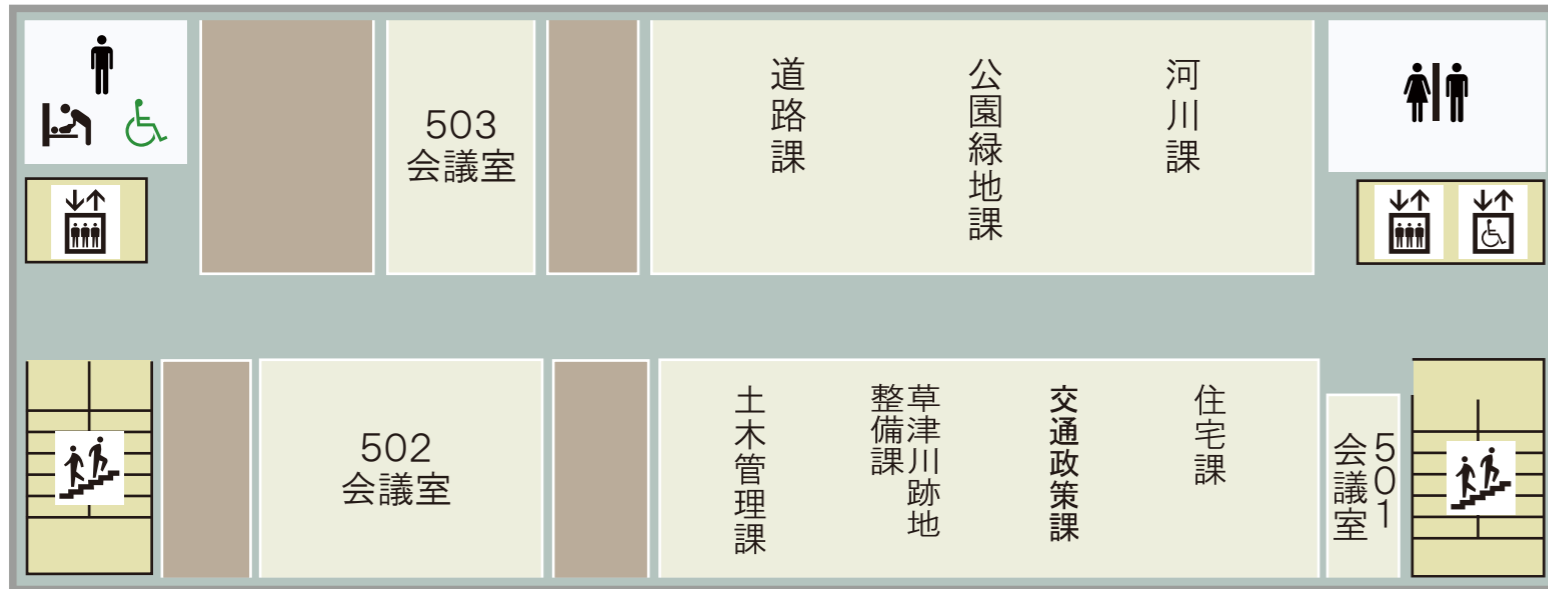 503
会議室
道路課
公園緑地課
河川課
502
会議室
土木管理課
草津川跡地
整備課
交通政策課
住宅課
501
会議室